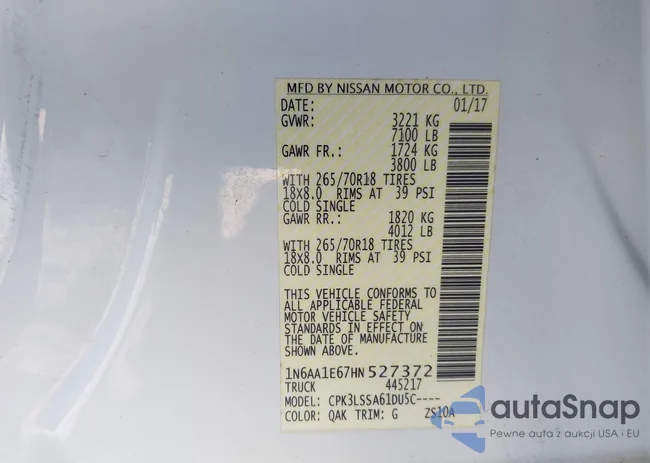 MFD BY NISSAN MOTOR CO., LTD.
DATE: 01/17
GVWR: 3221 KG
7100 LB
GAWR FR.: 1724 KG
3800 LB
WITH 265/70R18 TIRES
18X8.0 RIMS AT 39 PSI
COLD SINGLE
GAWR RR.: 1820 KG
4012 LB
WITH 265/70R18 TIRES
18X8.0 RIMS AT 39 PSI
COLD SINGLE
THIS VEHICLE CONFORMS TO
ALL APPLICABLE FEDERAL
MOTOR VEHICLE SAFETY
STANDARDS IN EFFECT ON
THE DATE OF MANUFACTURE
SHOWN ABOVE.
1N6AA1E67HN527372
TRUCK 445217
MODEL: CPK3LSSA61DU5C----
COLOR: QAK TRIM: G ZS10A
autoSnap
Pewne auta z aukcji USA i EU